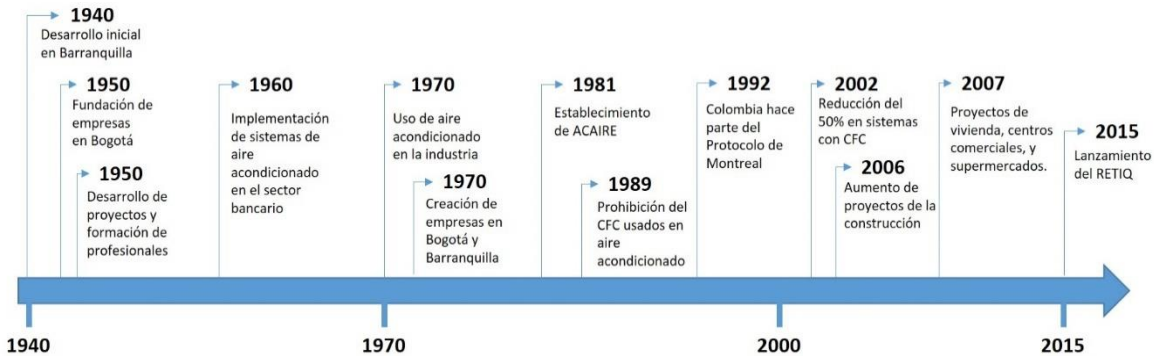 1940
Desarrollo inicial
en Barranquilla
1950
Fundación de
empresas
en Bogotá
1950
Desarrollo de
proyectos y
formación de
profesionales
1960
Implementación
de sistemas de
aire
acondicionado
en el sector
bancario
1970
Uso de aire
acondicionado
en la industria
1970
Creación de
empresas en
Bogotá y
Barranquilla
1981
Establecimiento
de ACAIRE
1989
Prohibición del
CFC usados en
aire
acondicionado
1992
Colombia hace
parte del
Protocolo de
Montreal
2002
Reducción del
50% en sistemas
con CFC
2006
Aumento de
proyectos de la
construcción
2007
Proyectos de
vivienda, centros
comerciales, y
supermercados.
2015
Lanzamiento
del RETIQ
1940
1970
2000
2015